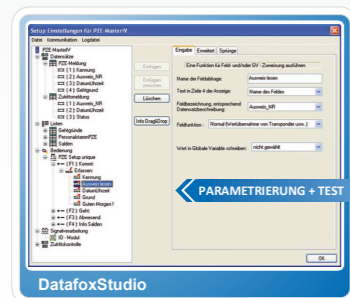 Setup Einstellungen für PZE-MasterIV
Datei Kommunikation Logdaten
PZE-MasterIV
Datensätze
PZE-Meldung
(1) Kennung
(2) Ausweis_NR
(3) DatumUhrzeit
(4) Gehtgrund
Zutrittsmeldung
(1) Ausweis_NR
(2) DatumUhrzeit
(3) Status
Listen
Gehtgründe
PersonalstammPZE
Salden
Bedienung
PZE Setup unique
(F1) Kommt
Erfassen:
Kennung
Ausweis lesen
DatumUhrzeit
Grund
Guten Morgen !
(F2) Geht
(F3) Abwesend
(F4) Info Salden
Signalverarbeitung
IO - Modul
Zutrittskontrolle
Einfügen
Einfügen
Löschen
Info Drag&Drop
Eingabe Erweitert Sprünge
Eine Funktion für Feld- und/oder GV - Zuweisung ausführen
Name der Feldabfrage: Ausweis lesen
Text in Zeile 4 der Anzeige: Name des Feldes
Feldbezeichnung, entsprechend Datensatzbeschreibung: Ausweis_NR
Feldfunktion: Normal (Wertübernahme von Transponder usw.)
Wert in Globale Variable schreiben: nicht gewählt
PARAMETRIERUNG + TEST
OK
DatafoxStudio